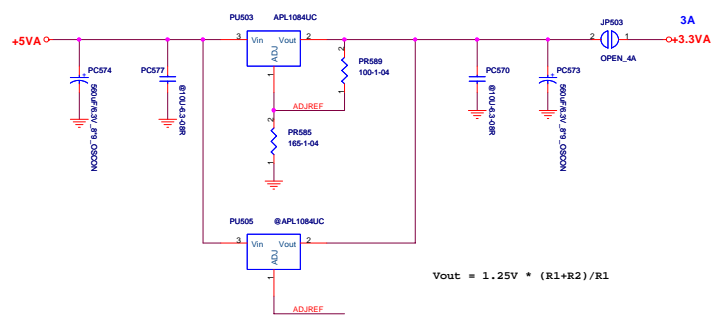 PU503 APL1084UC
JP503
3A
+5VA
3 Vin Vout 2
ADJ
1
2 1
+3.3VA
OPEN_4A
PC574
+
560uF/6.3V_8*9_OSCON
PC577
@10U-6.3-08R
2
PR589
100-1-04
1
ADJREF
PC570
@10U-6.3-08R
PC573
+
560uF/6.3V_8*9_OSCON
2
PR585
165-1-04
1
PU505 @APL1084UC
3 Vin Vout 2
ADJ
1
ADJREF
Vout = 1.25V * (R1+R2)/R1